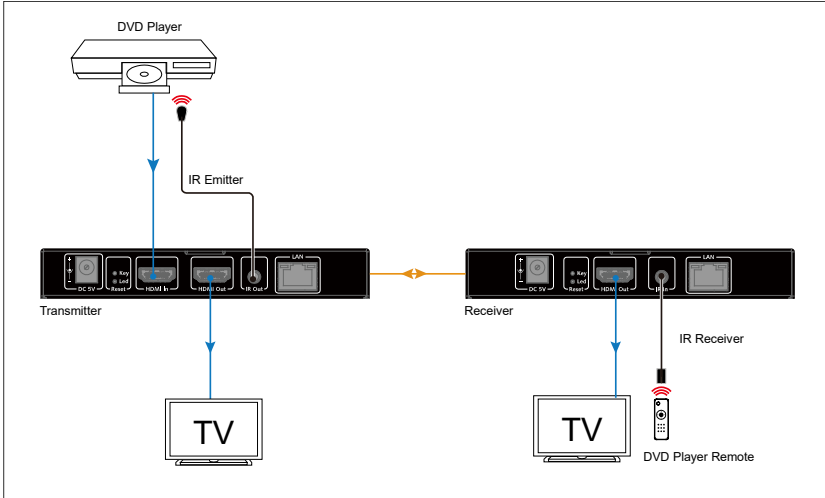 DVD Player
IR Emitter
+
-
DC 5V
Key
Led
Reset
HDMI In
HDMI Out
IR Out
LAN
Transmitter
+
-
DC 5V
Key
Led
Reset
HDMI Out
IR In
LAN
Receiver
IR Receiver
TV
TV
DVD Player Remote